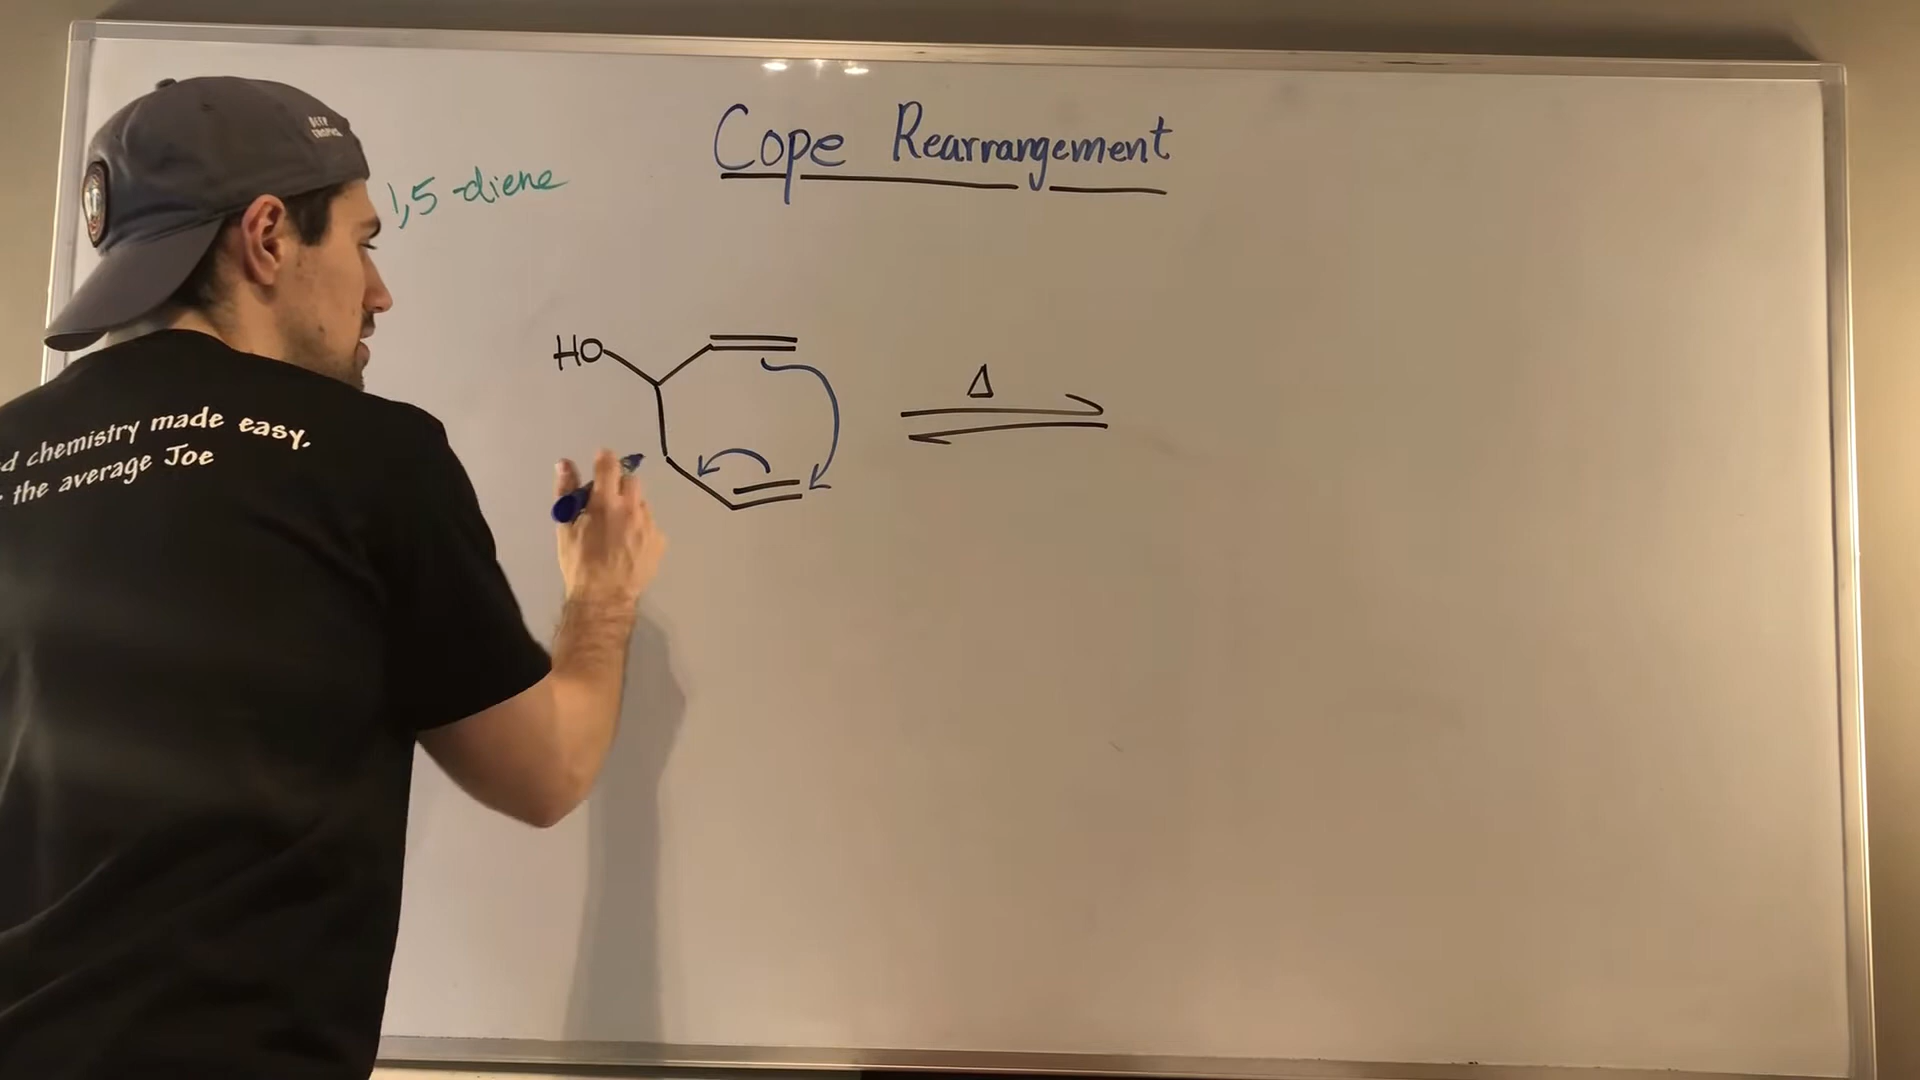 Cope Rearrangement
1,5-diene
HO
Δ
d chemistry made easy,
the average Joe